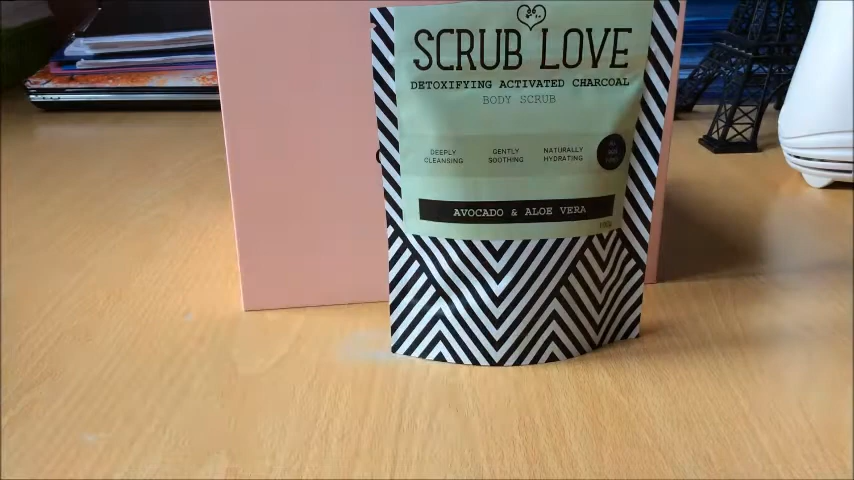 SCRUB LOVE
DETOXIFYING ACTIVATED CHARCOAL
BODY SCRUB
DEEPLY
CLEANSING
GENTLY
SOOTHING
NATURALLY
HYDRATING
AVOCADO & ALOE VERA